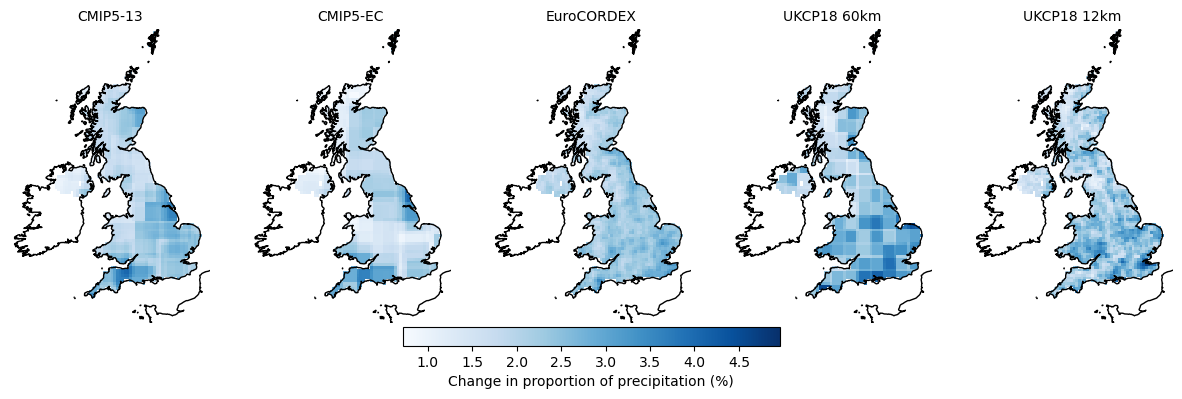 CMIP5-13
CMIP5-EC
EuroCORDEX
UKCP18 60km
UKCP18 12km
1.0 1.5 2.0 2.5 3.0 3.5 4.0 4.5
Change in proportion of precipitation (%)